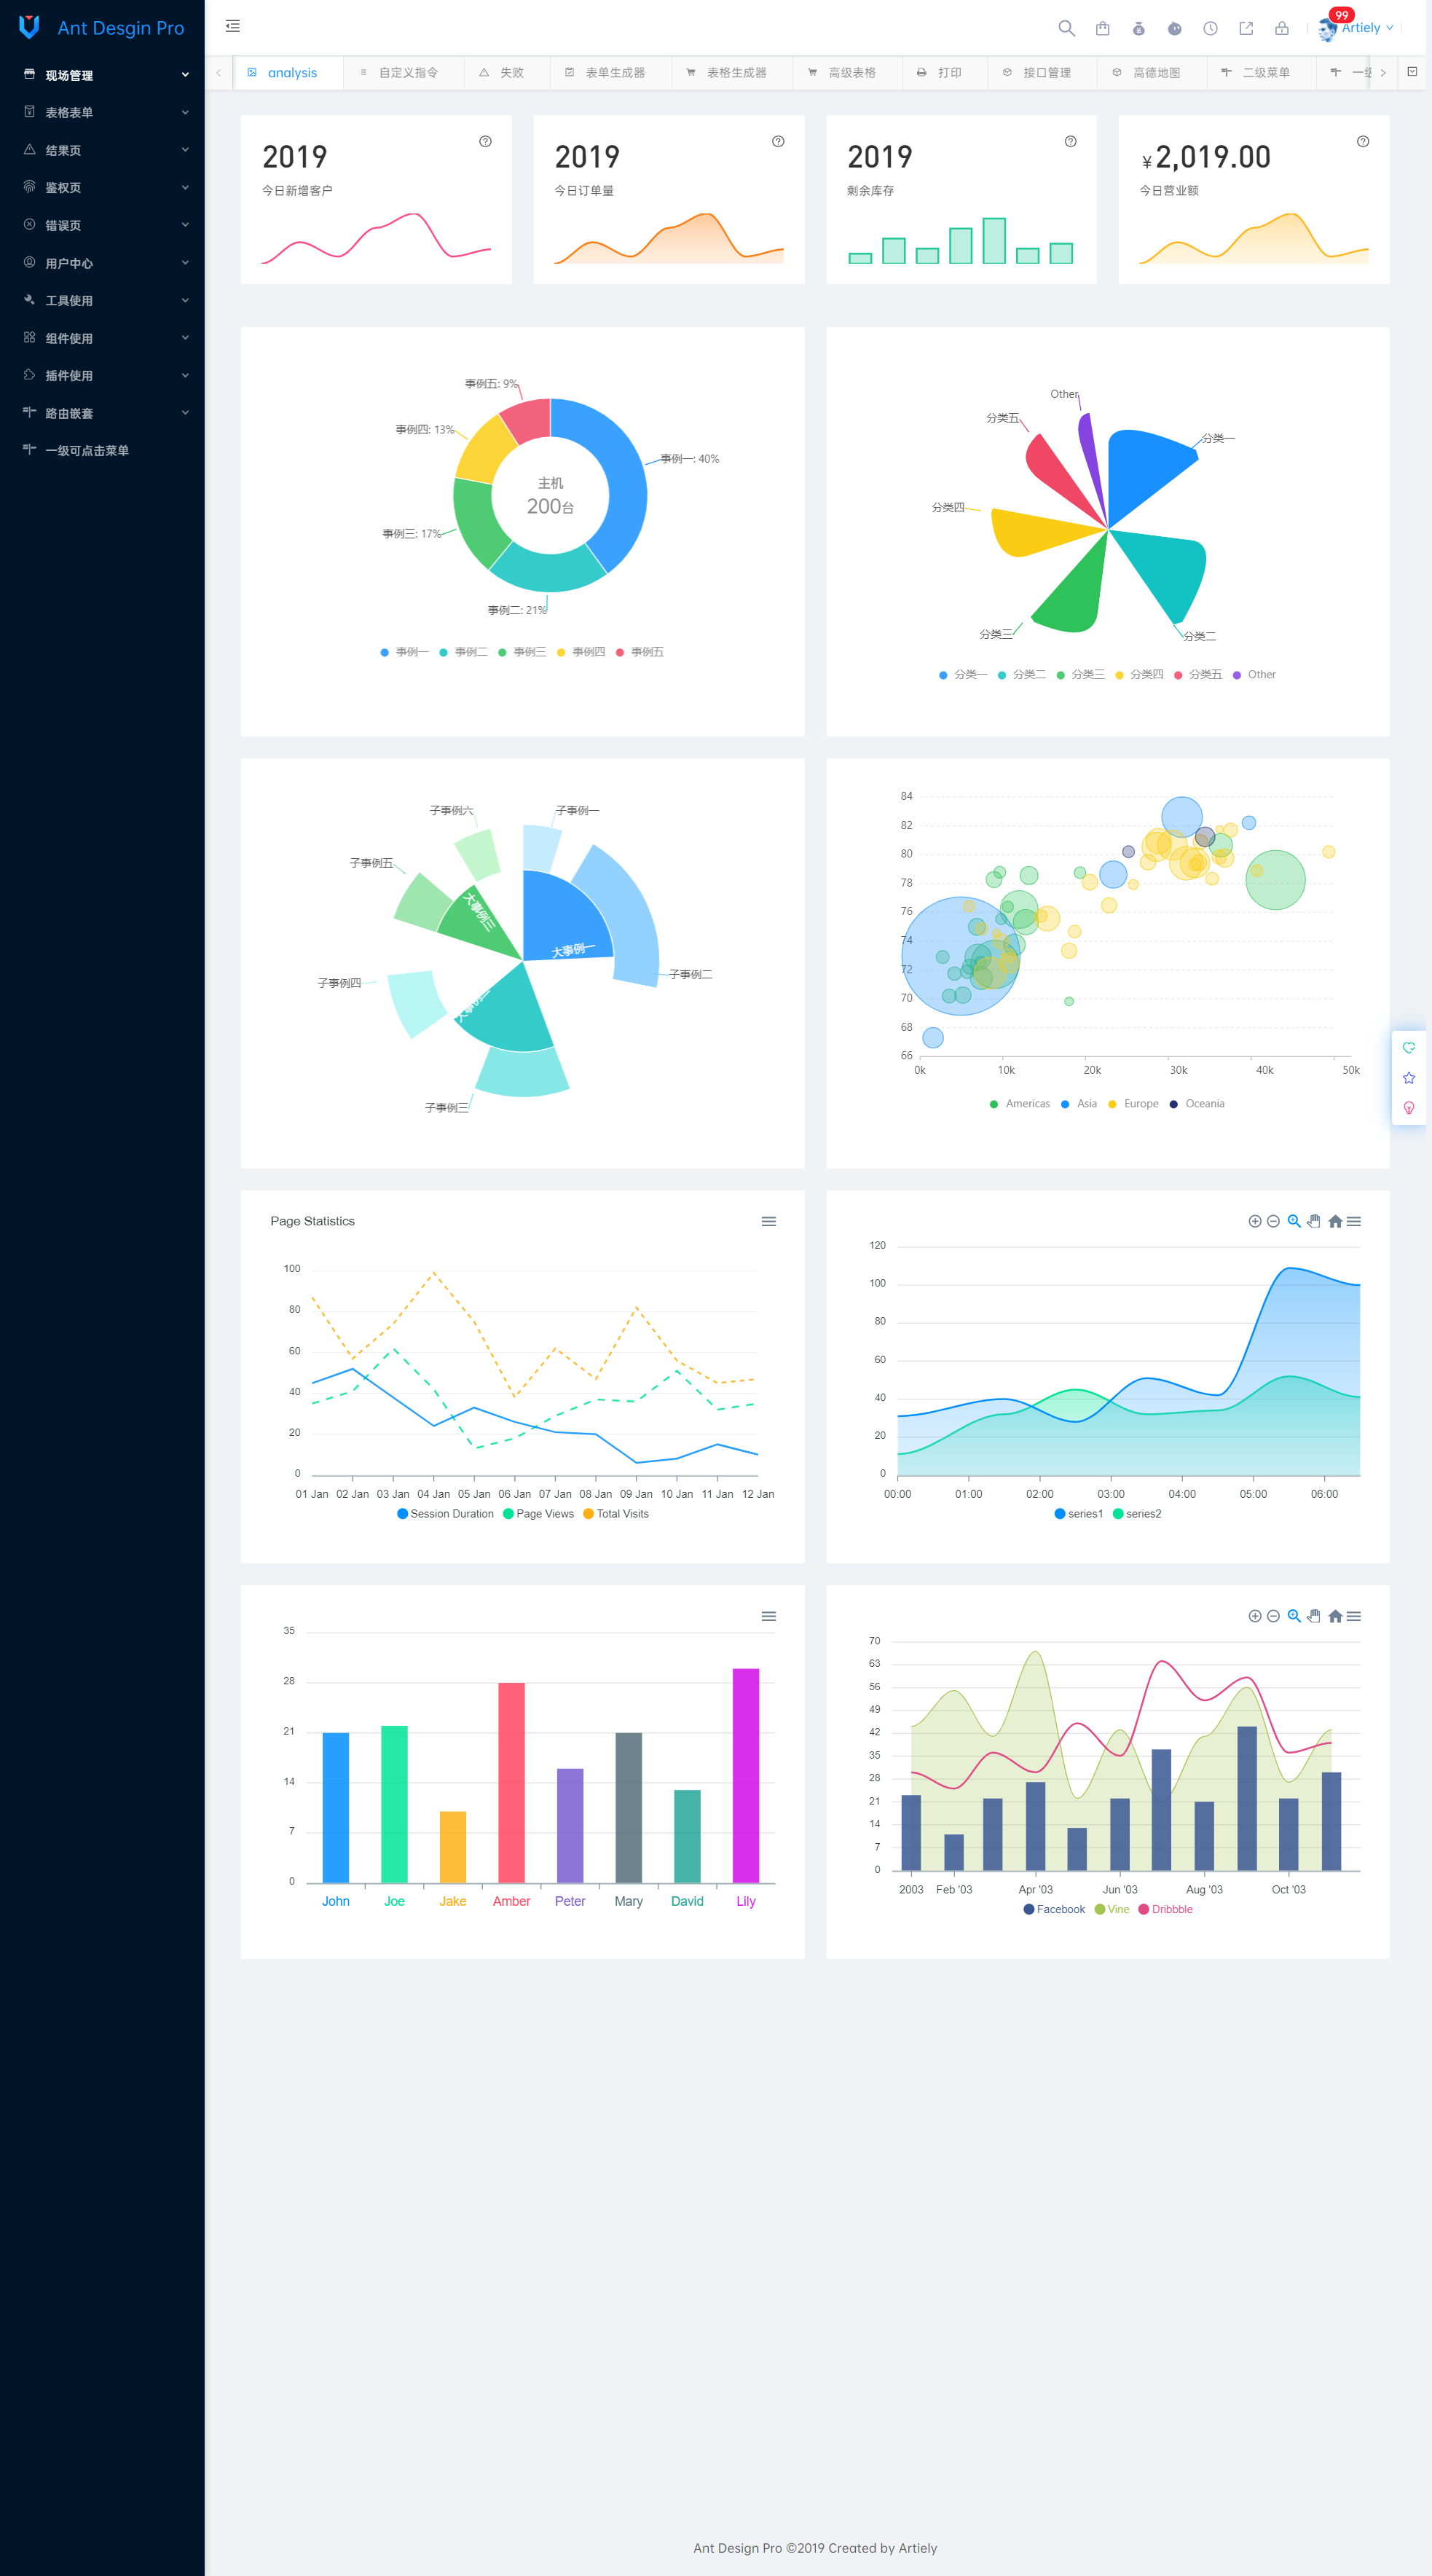 Ant Desgin Pro
99
Artiely
现场管理
表格表单
结果页
鉴权页
错误页
用户中心
工具使用
组件使用
插件使用
路由嵌套
一级可点击菜单
analysis
自定义指令
失败
表单生成器
表格生成器
高级表格
打印
接口管理
高德地图
二级菜单
2019
今日新增客户
2019
今日订单量
2019
剩余库存
¥2,019.00
今日营业额
事例五: 9%
事例四: 13%
事例一: 40%
主机
200台
事例三: 17%
事例二: 21%
事例一 事例二 事例三 事例四 事例五
Other
分类五
分类一
分类四
分类三
分类二
分类一 分类二 分类三 分类四 分类五 Other
子事例六
子事例一
子事例五
大事例三
大事例一
子事例二
子事例四
子事例三
84
82
80
78
76
74
72
70
68
66
0k 10k 20k 30k 40k 50k
Americas Asia Europe Oceania
Page Statistics
100
80
60
40
20
0
01 Jan 02 Jan 03 Jan 04 Jan 05 Jan 06 Jan 07 Jan 08 Jan 09 Jan 10 Jan 11 Jan 12 Jan
Session Duration Page Views Total Visits
120
100
80
60
40
20
0
00:00 01:00 02:00 03:00 04:00 05:00 06:00
series1 series2
35
28
21
14
7
0
John Joe Jake Amber Peter Mary David Lily
70
63
56
49
42
35
28
21
14
7
0
2003 Feb '03 Apr '03 Jun '03 Aug '03 Oct '03
Facebook Vine Dribbble
Ant Design Pro ©2019 Created by Artiely